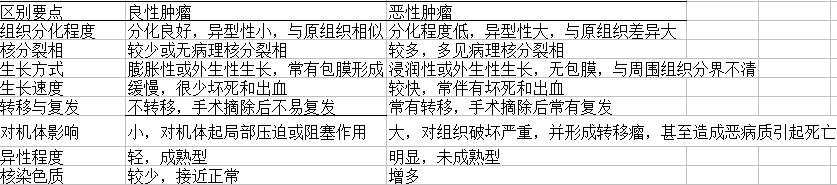 区别要点 良性肿瘤 恶性肿瘤
组织分化程度 分化良好，异型性小，与原组织相似 分化程度低，异型性大，与原组织差异大
核分裂相 较少或无病理核分裂相 较多，多见病理核分裂相
生长方式 膨胀性或外生性生长，常有包膜形成 浸润性或外生性生长，无包膜，与周围组织分界不清
生长速度 缓慢，很少坏死和出血 较快，常伴有坏死和出血
转移与复发 不转移，手术摘除后不易复发 常有转移，手术摘除后常有复发
对机体影响 小，对机体起局部压迫或阻塞作用 大，对组织破坏严重，并形成转移瘤，甚至造成恶病质引起死亡
异性程度 轻，成熟型 明显，未成熟型
核染色质 较少，接近正常 增多